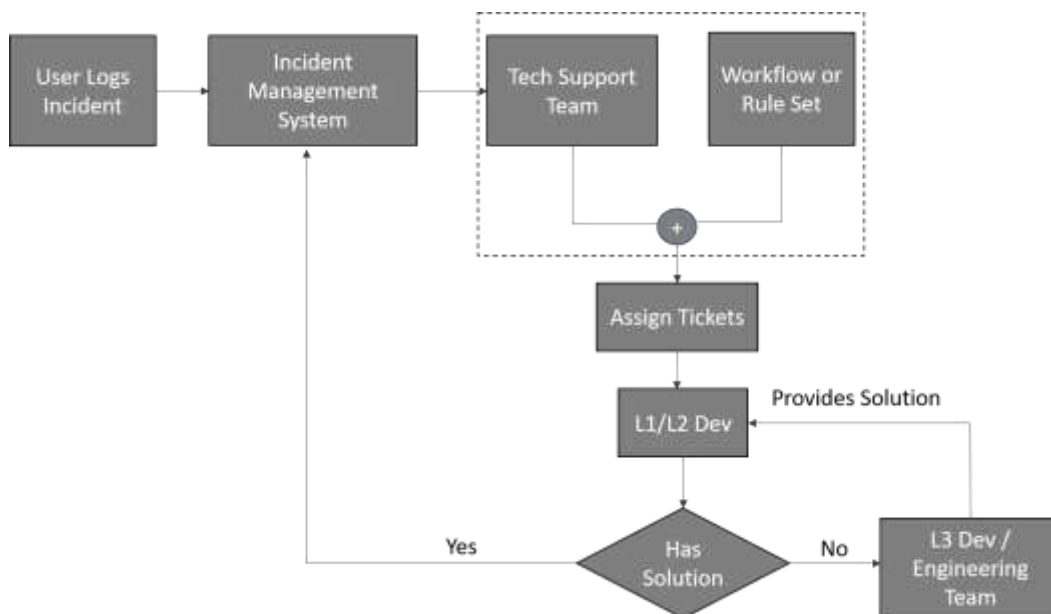 User Logs
Incident
Incident
Management
System
Tech Support
Team
Workflow or
Rule Set
+
Assign Tickets
L1/L2 Dev
Provides Solution
Has
Solution
Yes
No
L3 Dev /
Engineering
Team